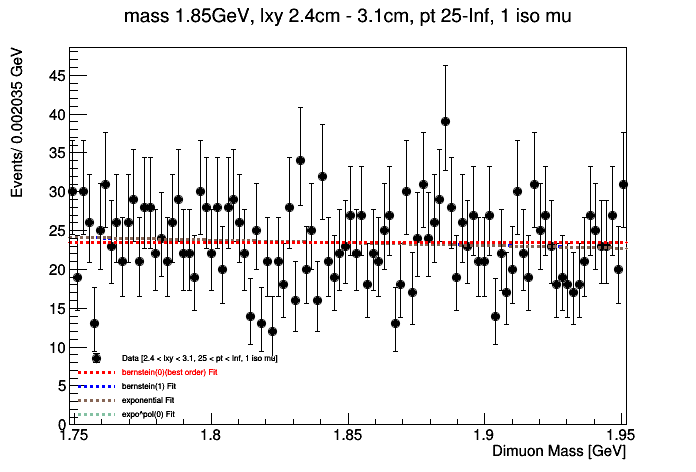 mass 1.85GeV, lxy 2.4cm - 3.1cm, pt 25-Inf, 1 iso mu
Events/ 0.002035 GeV
45
40
35
30
25
20
15
10
5
0
Data [2.4 < lxy < 3.1, 25 < pt < Inf, 1 iso mu]
bernstein(0)(best order) Fit
bernstein(1) Fit
exponential Fit
expo*pol(0) Fit
1.75 1.8 1.85 1.9 1.95
Dimuon Mass [GeV]